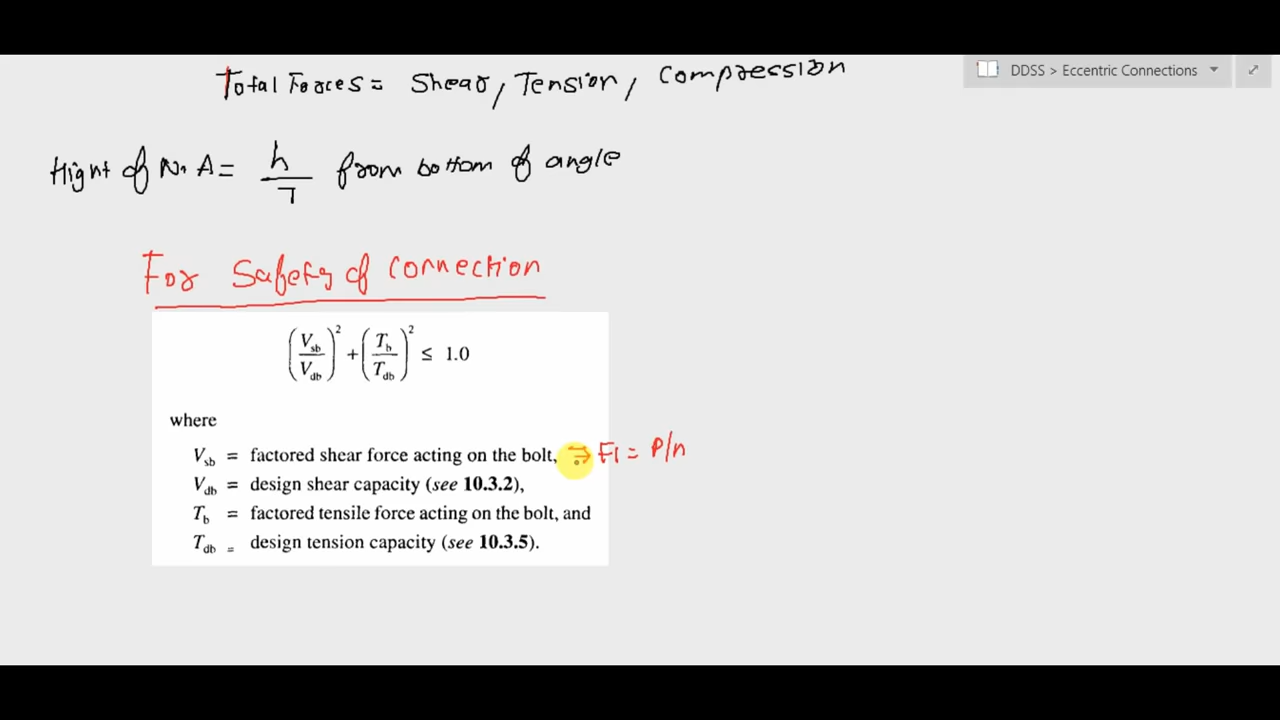 Total Forces = Shear, Tension, Compression
DDSS > Eccentric Connections
Hight of N.A = h/7 from bottom of angle
For Safety of Connection
(Vsb/Vdb)² + (Tb/Tdb)² ≤ 1.0
where
Vsb = factored shear force acting on the bolt, ⇒ F1 = P/n
Vdb = design shear capacity (see 10.3.2),
Tb = factored tensile force acting on the bolt, and
Tdb = design tension capacity (see 10.3.5).